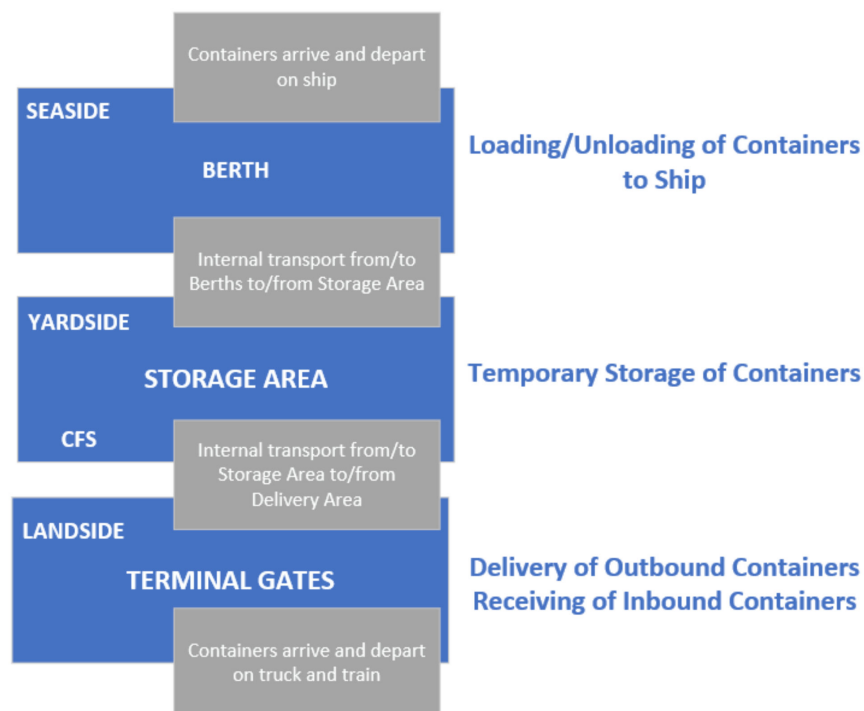 Containers arrive and depart
on ship
SEASIDE
BERTH
Loading/Unloading of Containers
to Ship
Internal transport from/to
Berths to/from Storage Area
YARDSIDE
STORAGE AREA
Temporary Storage of Containers
CFS
Internal transport from/to
Storage Area to/from
Delivery Area
LANDSIDE
TERMINAL GATES
Delivery of Outbound Containers
Receiving of Inbound Containers
Containers arrive and depart
on truck and train